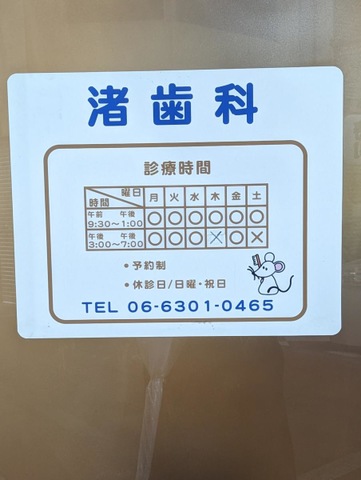 渚歯科
診療時間
曜日
時間
月 火 水 木 金 土
午前 午後
9:30～1:00 ○ ○ ○ ○ ○ ○
午後 午後
3:00～7:00 ○ ○ ○ × ○ ×
・予約制
・休診日/日曜・祝日
TEL 06-6301-0465